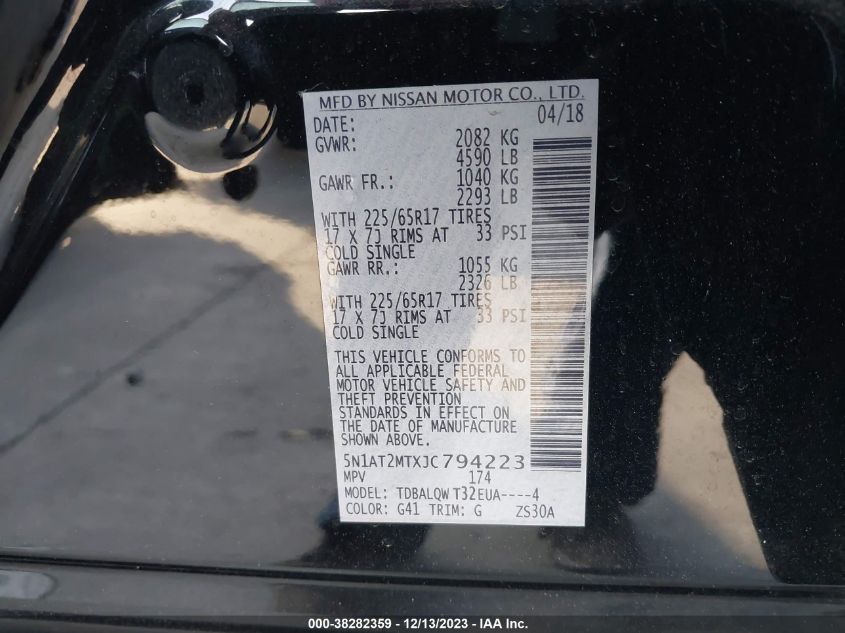 MFD BY NISSAN MOTOR CO., LTD.
DATE: 04/18
GVWR: 2082 KG
4590 LB
GAWR FR.: 1040 KG
2293 LB
WITH 225/65R17 TIRES
17 X 7J RIMS AT 33 PSI
COLD SINGLE
GAWR RR.: 1055 KG
2326 LB
WITH 225/65R17 TIRES
17 X 7J RIMS AT 33 PSI
COLD SINGLE
THIS VEHICLE CONFORMS TO
ALL APPLICABLE FEDERAL
MOTOR VEHICLE SAFETY AND
THEFT PREVENTION
STANDARDS IN EFFECT ON
THE DATE OF MANUFACTURE
SHOWN ABOVE.
5N1AT2MTXJC794223
MPV 174
MODEL: TDBALQW T32EUA----4
COLOR: G41 TRIM: G ZS30A
000-38282359 - 12/13/2023 - IAA Inc.